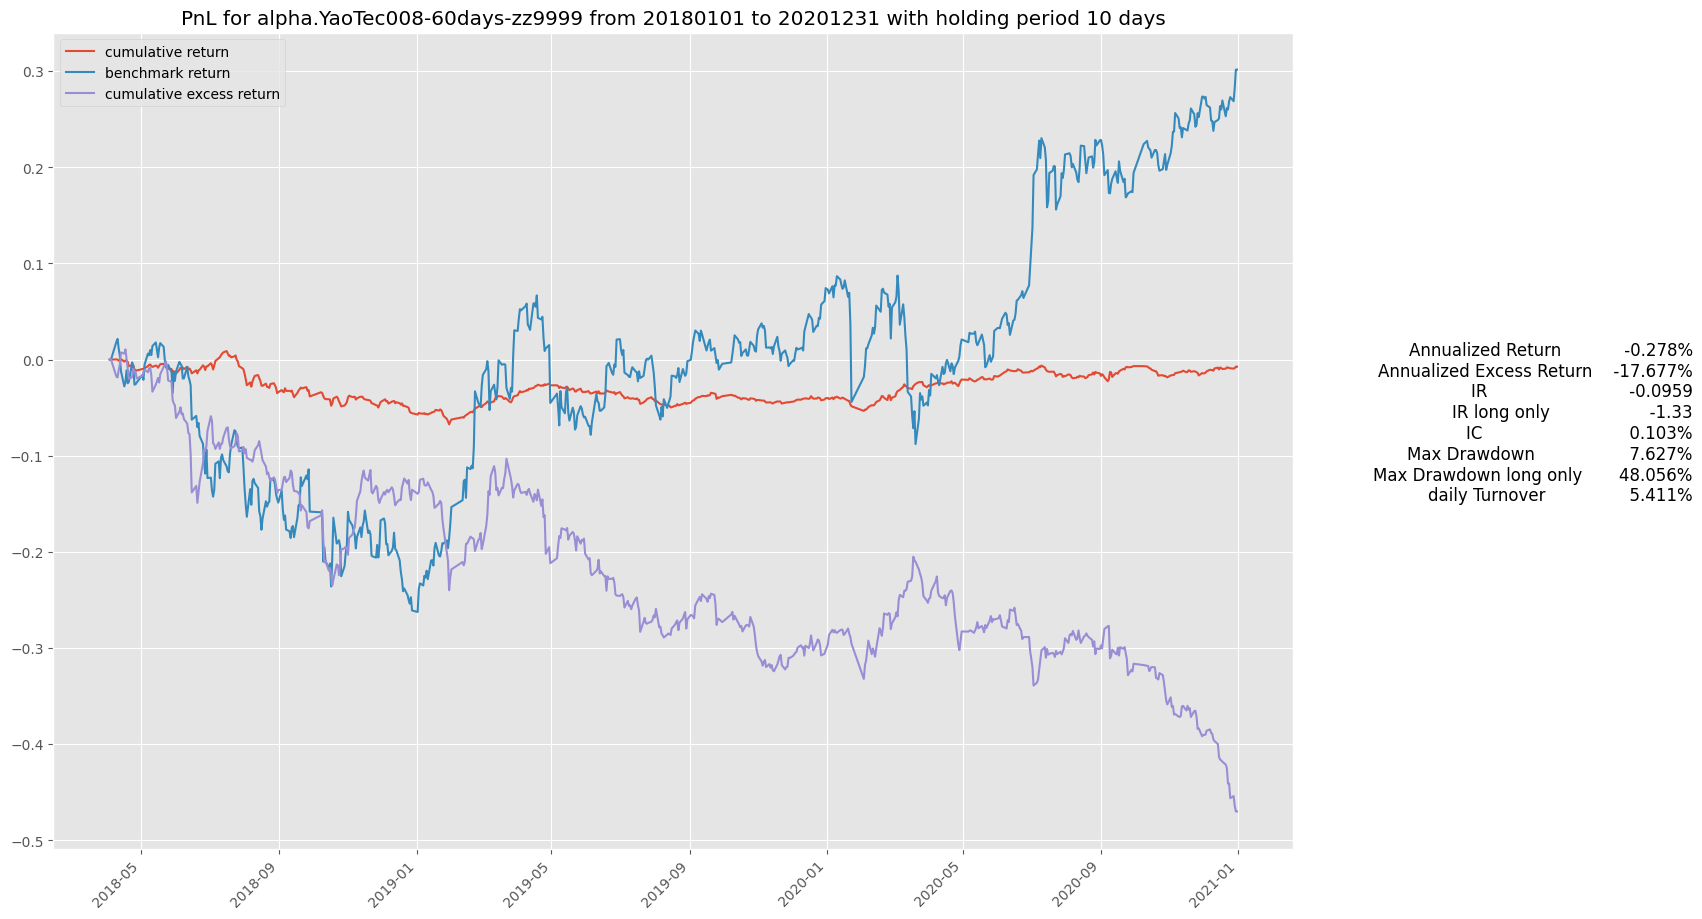 PnL for alpha.YaoTec008-60days-zz9999 from 20180101 to 20201231 with holding period 10 days
cumulative return
benchmark return
cumulative excess return
0.3
0.2
0.1
0.0
−0.1
−0.2
−0.3
−0.4
−0.5
2018-05
2018-09
2019-01
2019-05
2019-09
2020-01
2020-05
2020-09
2021-01
Annualized Return -0.278%
Annualized Excess Return -17.677%
IR -0.0959
IR long only -1.33
IC 0.103%
Max Drawdown 7.627%
Max Drawdown long only 48.056%
daily Turnover 5.411%